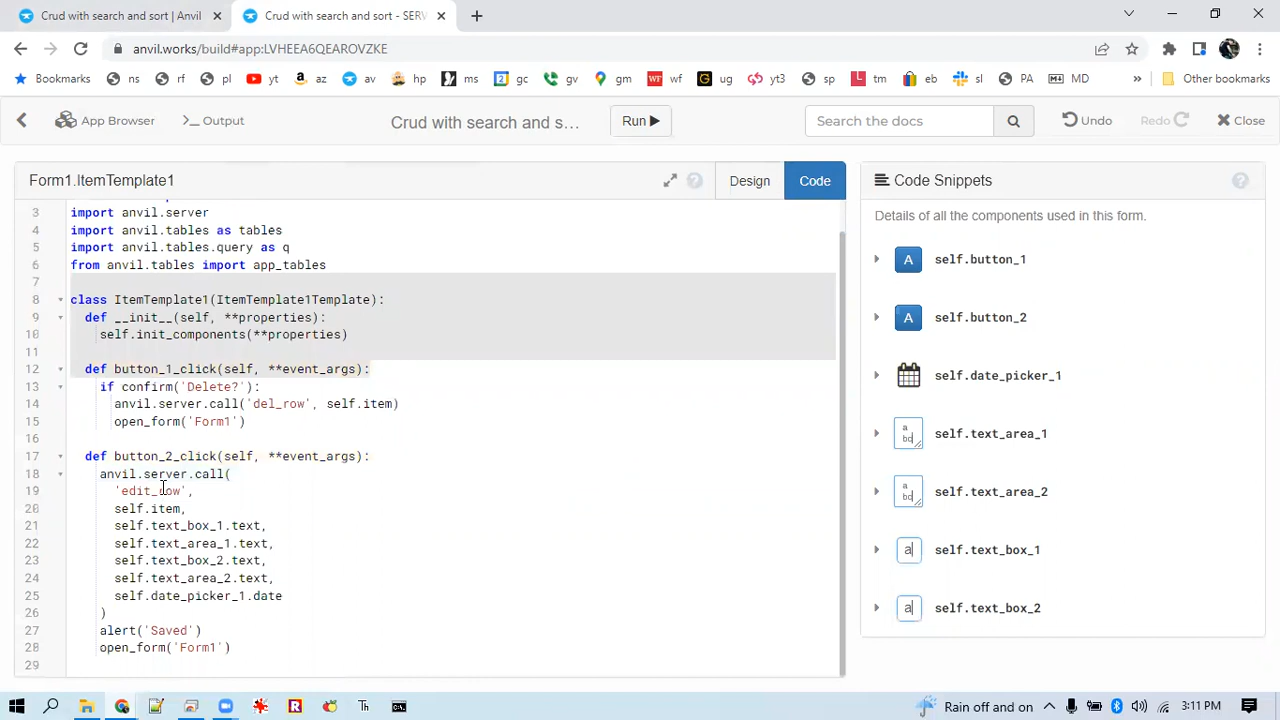 Crud with search and sort | Anvil
Crud with search and sort - SERV
anvil.works/build#app:LVHEEA6QEAROVZKE
Bookmarks ns rf pl yt az av hp ms gc gv gm wf ug yt3 sp tm eb sl PA MD » Other bookmarks
App Browser >_ Output Crud with search and s... Run Search the docs Undo Redo Close
Form1.ItemTemplate1 Design Code
3 import anvil.server
4 import anvil.tables as tables
5 import anvil.tables.query as q
6 from anvil.tables import app_tables
7
8 class ItemTemplate1(ItemTemplate1Template):
9 def __init__(self, **properties):
10 self.init_components(**properties)
11
12 def button_1_click(self, **event_args):
13 if confirm('Delete?'):
14 anvil.server.call('del_row', self.item)
15 open_form('Form1')
16
17 def button_2_click(self, **event_args):
18 anvil.server.call(
19 'edit_row',
20 self.item,
21 self.text_box_1.text,
22 self.text_area_1.text,
23 self.text_box_2.text,
24 self.text_area_2.text,
25 self.date_picker_1.date
26 )
27 alert('Saved')
28 open_form('Form1')
29
Code Snippets
Details of all the components used in this form.
A self.button_1
A self.button_2
self.date_picker_1
self.text_area_1
self.text_area_2
a self.text_box_1
a self.text_box_2
Rain off and on 3:11 PM